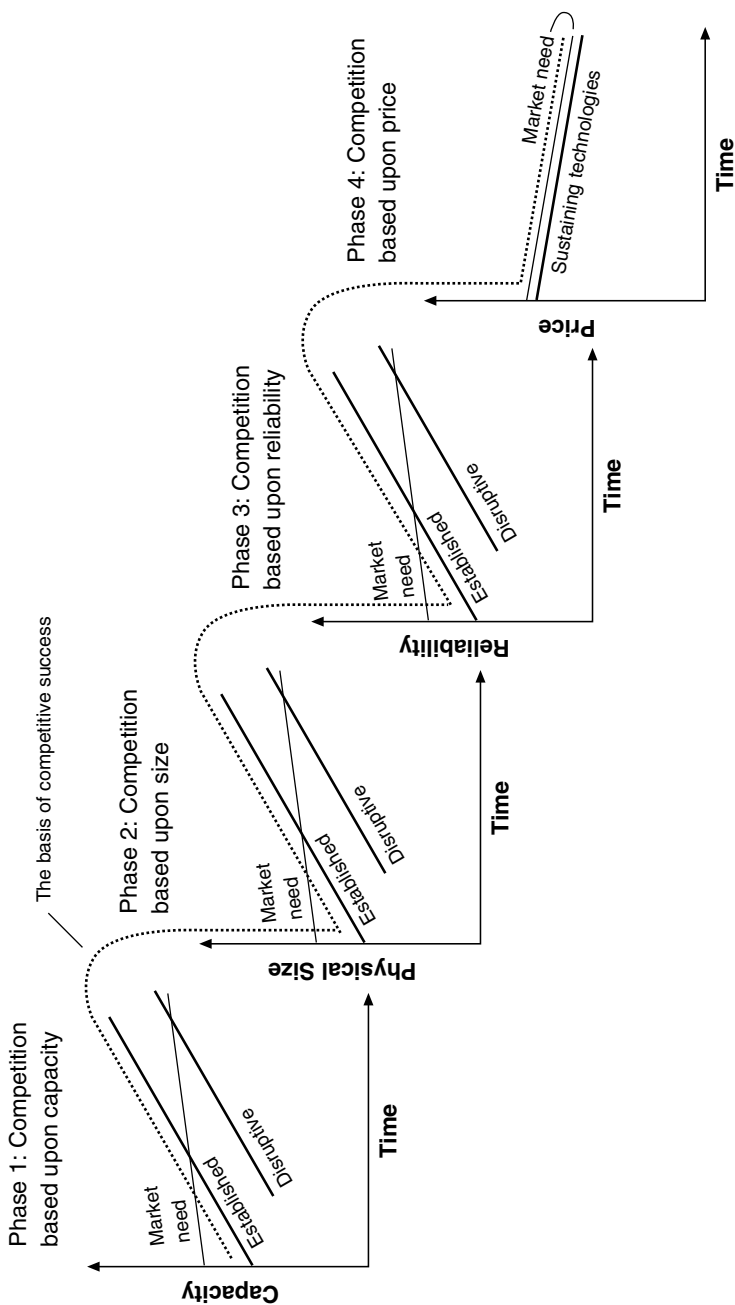 The basis of competitive success
Phase 1: Competition
based upon capacity
Capacity
Market
need
Established
Disruptive
Time
Phase 2: Competition
based upon size
Physical Size
Market
need
Established
Disruptive
Time
Phase 3: Competition
based upon reliability
Reliability
Market
need
Established
Disruptive
Time
Phase 4: Competition
based upon price
Price
Market need
Sustaining technologies
Time